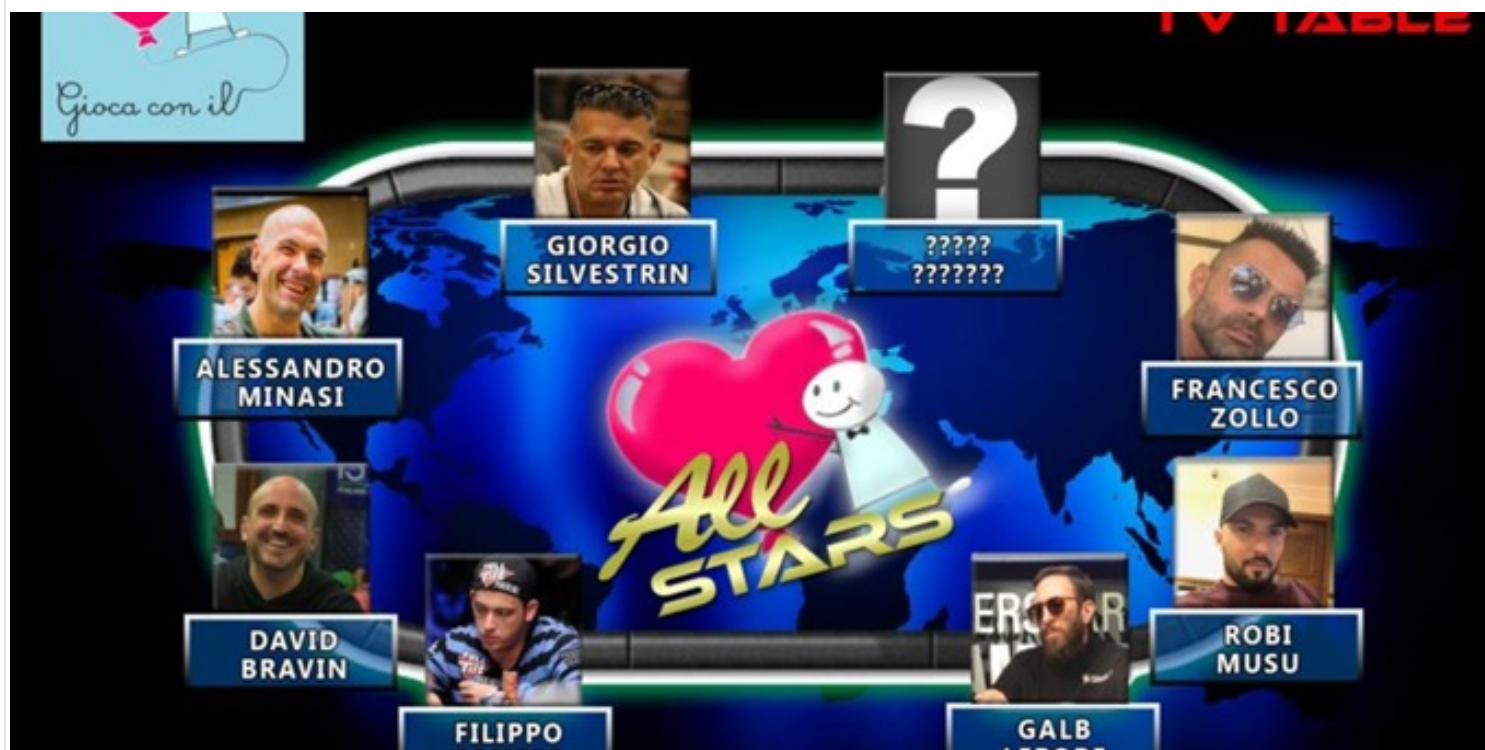 TV TABLE
Gioca con il
GIORGIO
SILVESTRIN
?????
???????
ALESSANDRO
MINASI
FRANCESCO
ZOLLO
All
STARS
DAVID
BRAVIN
ROBI
MUSU
FILIPPO
GALB